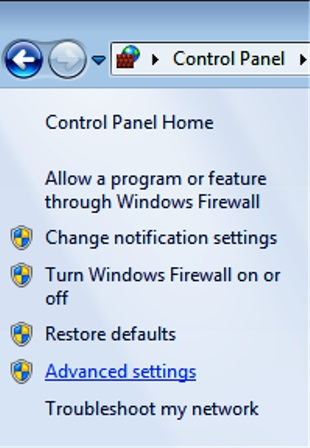 Control Panel
Control Panel Home
Allow a program or feature
through Windows Firewall
Change notification settings
Turn Windows Firewall on or
off
Restore defaults
Advanced settings
Troubleshoot my network